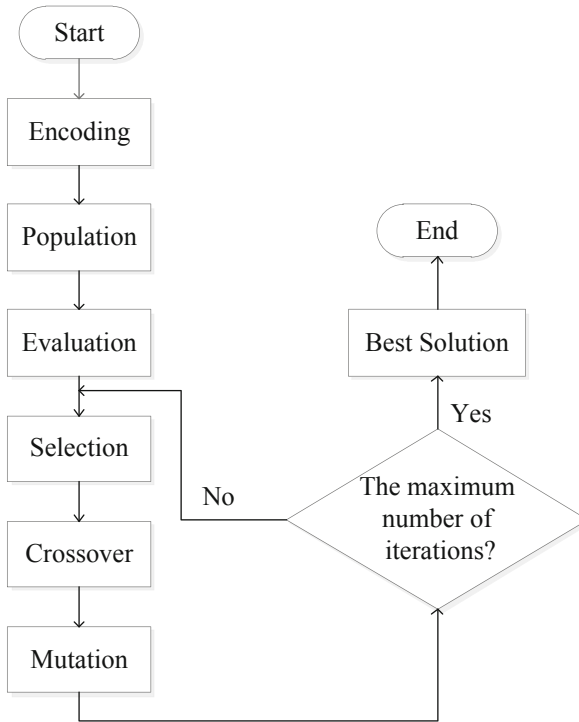 Start
Encoding
Population
Evaluation
Selection
Crossover
Mutation
End
Best Solution
Yes
No
The maximum
number of
iterations?